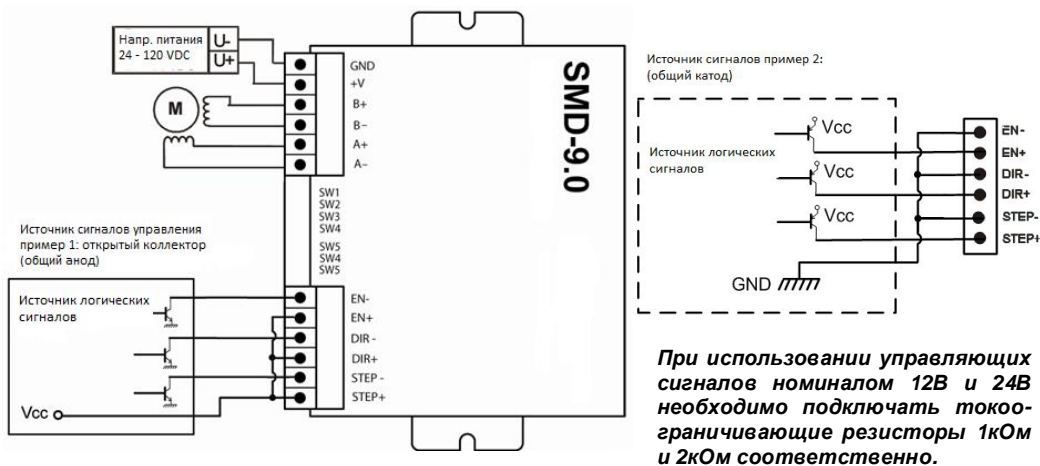 Напр. питания
24 - 120 VDC
U-
U+
M
GND
+V
B+
B-
A+
A-
SW1
SW2
SW3
SW4
SW5
SW4
SW5
SMD-9.0
Источник сигналов управления
пример 1: открытый коллектор
(общий анод)
Источник логических
сигналов
Vcc
EN-
EN+
DIR -
DIR+
STEP -
STEP+
Источник сигналов пример 2:
(общий катод)
Источник логических
сигналов
Vcc
Vcc
Vcc
GND
EN-
EN+
DIR-
DIR+
STEP-
STEP+
При использовании управляющих
сигналов номиналом 12В и 24В
необходимо подключать токоо-
граничивающие резисторы 1кОм
и 2кОм соответственно.